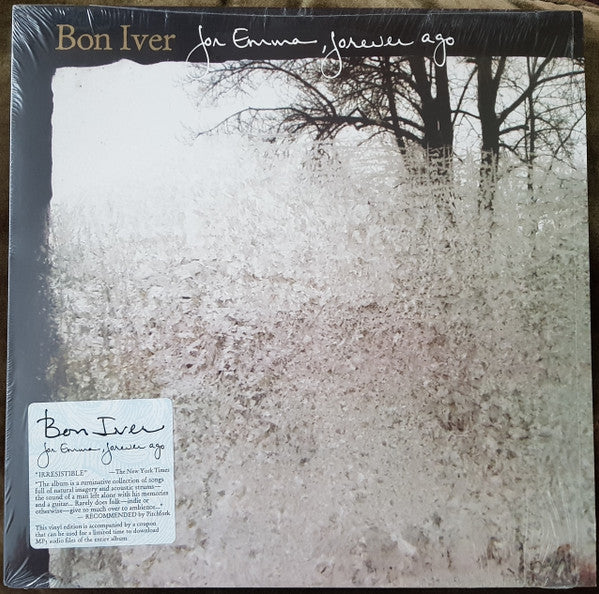 Bon Iver for Emma, forever ago
Bon Iver
for Emma, forever ago
"IRRESISTIBLE" —The New York Times
"The album is a ruminative collection of songs
full of natural imagery and acoustic strums—
the sound of a man left alone with his memories
and a guitar... Rarely does folk—indie or
otherwise—give so much over to ambience..."
— RECOMMENDED by Pitchfork
This vinyl edition is accompanied by a coupon
that can be used for a limited time to download
MP3 audio files of the entire album